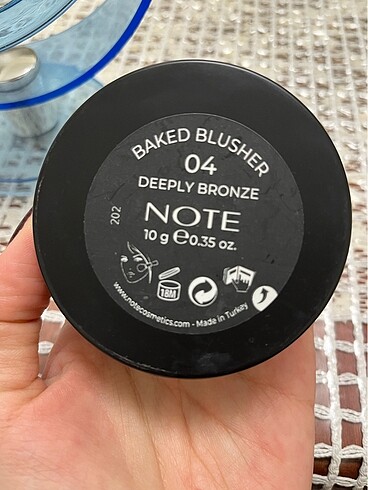 BAKED BLUSHER
04
DEEPLY BRONZE
NOTE
10 g ℮0.35 oz.
202
18M
www.notecosmetics.com - Made in Turkey